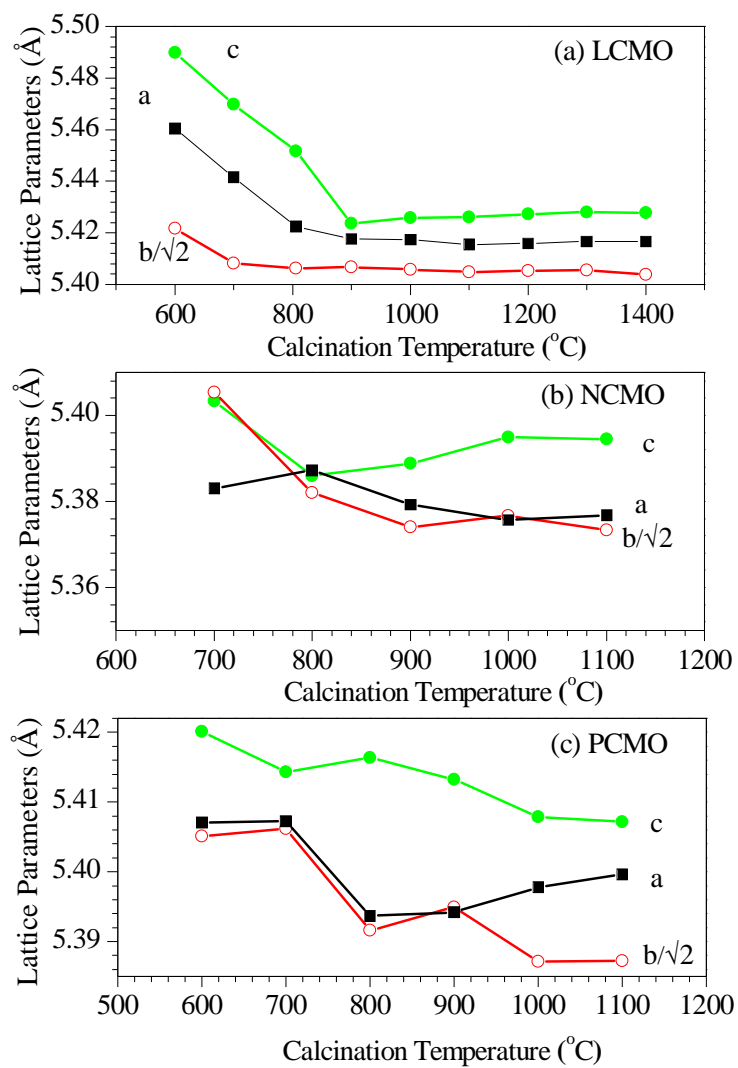 (a) LCMO
c
a
b/√2
Lattice Parameters (Å)
5.50
5.48
5.46
5.44
5.42
5.40
600 800 1000 1200 1400
Calcination Temperature (°C)
(b) NCMO
c
a
b/√2
Lattice Parameters (Å)
5.40
5.38
5.36
600 700 800 900 1000 1100 1200
Calcination Temperature (°C)
(c) PCMO
c
a
b/√2
Lattice Parameters (Å)
5.42
5.41
5.40
5.39
500 600 700 800 900 1000 1100 1200
Calcination Temperature (°C)